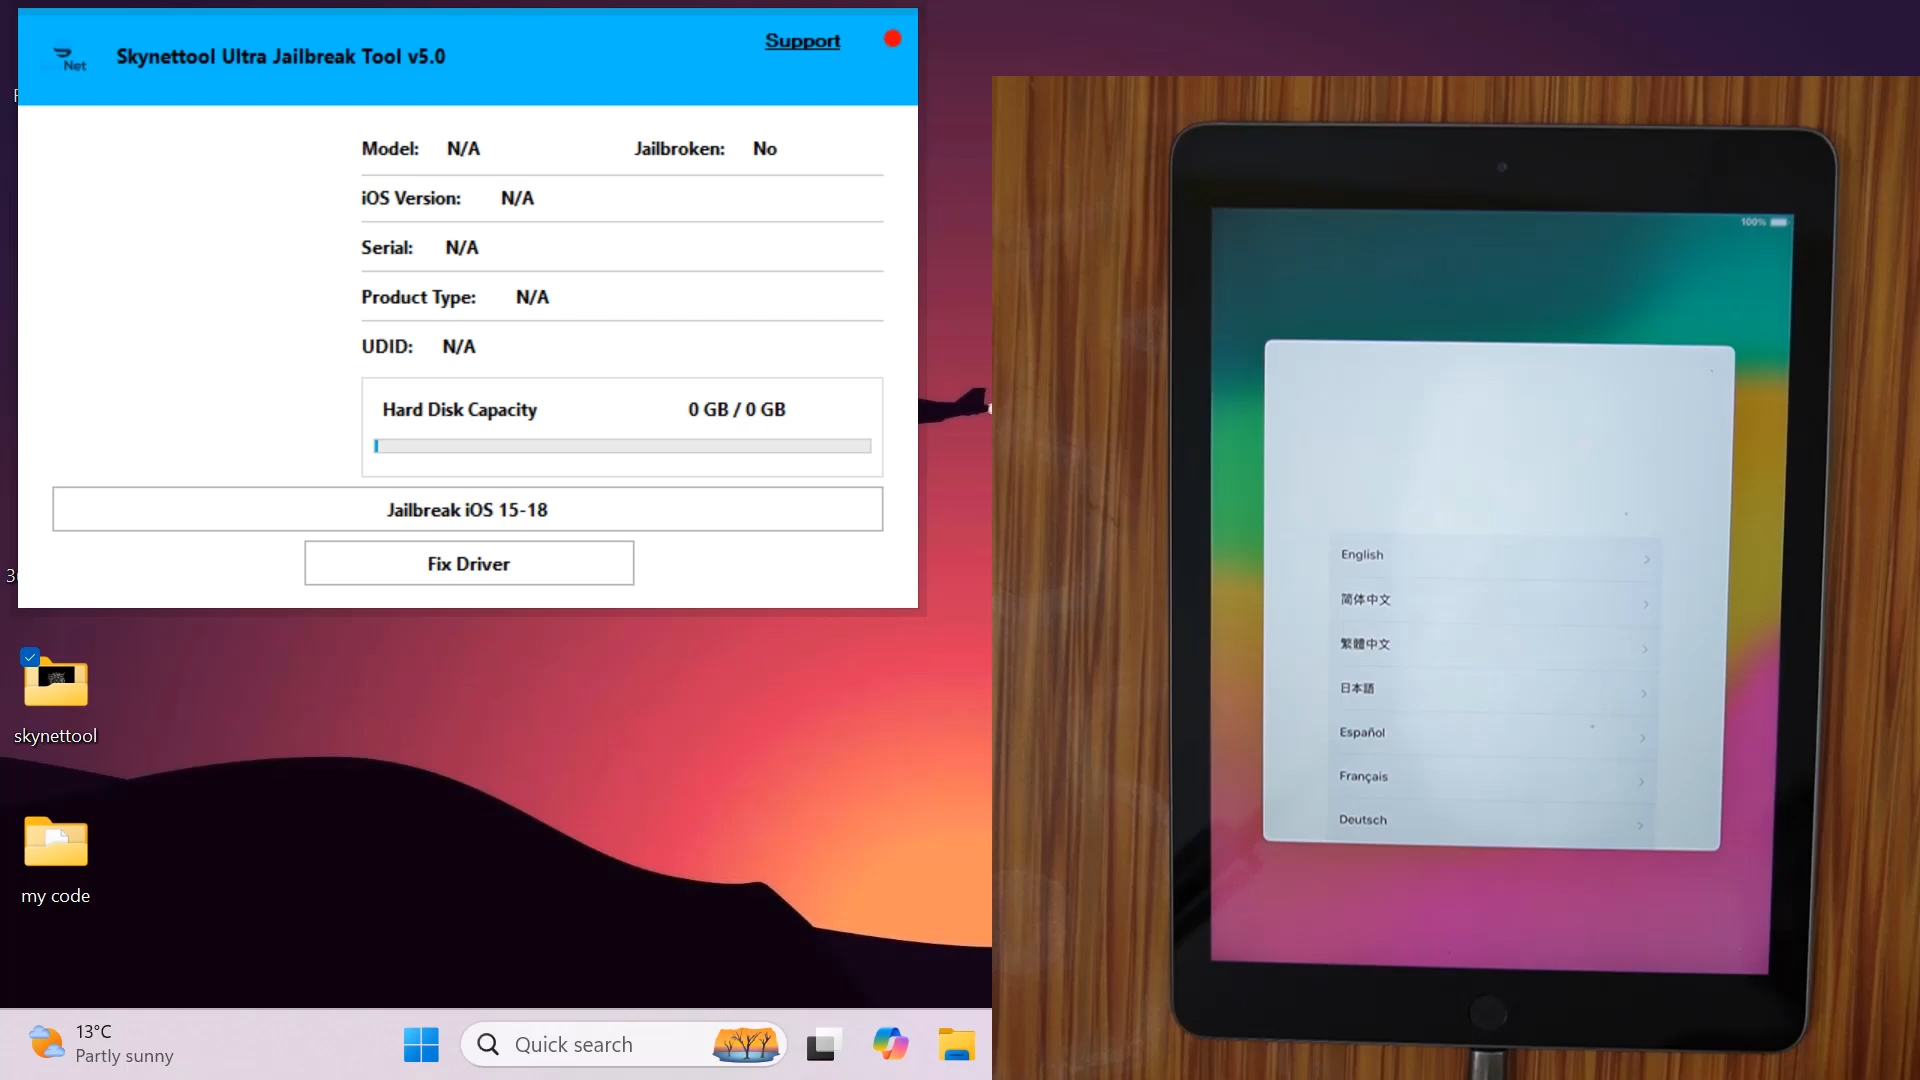 Net
Skynettool Ultra Jailbreak Tool v5.0
Support
Model: N/A
Jailbroken: No
iOS Version: N/A
Serial: N/A
Product Type: N/A
UDID: N/A
Hard Disk Capacity
0 GB / 0 GB
Jailbreak iOS 15-18
Fix Driver
skynettool
my code
13°C
Partly sunny
Quick search
100%
English
简体中文
繁體中文
日本語
Español
Français
Deutsch